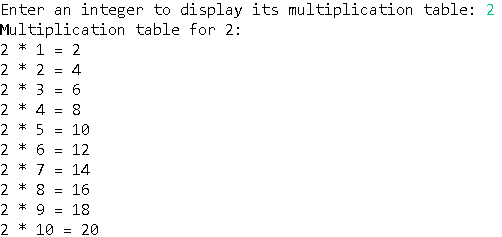 Enter an integer to display its multiplication table: 2
Multiplication table for 2:
2 * 1 = 2
2 * 2 = 4
2 * 3 = 6
2 * 4 = 8
2 * 5 = 10
2 * 6 = 12
2 * 7 = 14
2 * 8 = 16
2 * 9 = 18
2 * 10 = 20